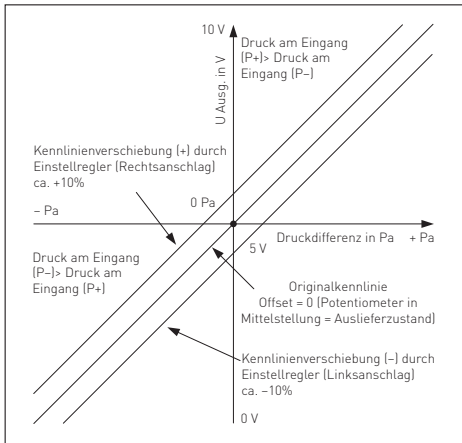 10 V
U Ausg. in V
Druck am Eingang
(P+)> Druck am
Eingang (P–)
Kennlinienverschiebung (+) durch
Einstellregler (Rechtsanschlag)
ca. +10%
0 Pa
– Pa
Druckdifferenz in Pa
+ Pa
5 V
Druck am Eingang
(P–)> Druck am
Eingang (P+)
Originalkennlinie
Offset = 0 (Potentiometer in
Mittelstellung = Auslieferzustand)
Kennlinienverschiebung (–) durch
Einstellregler (Linksanschlag)
ca. –10%
0 V